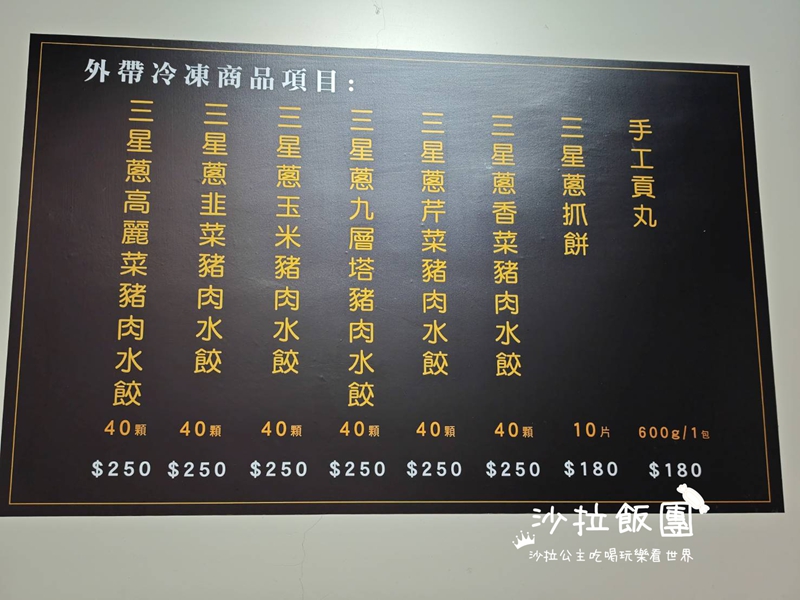 外帶冷凍商品項目:
三星蔥高麗菜豬肉水餃
40顆
$250
三星蔥韭菜豬肉水餃
40顆
$250
三星蔥玉米豬肉水餃
40顆
$250
三星蔥九層塔豬肉水餃
40顆
$250
三星蔥芹菜豬肉水餃
40顆
$250
三星蔥香菜豬肉水餃
40顆
$250
三星蔥抓餅
10片
$180
手工貢丸
600g/1包
$180
沙拉飯團
沙拉公主吃喝玩樂看世界